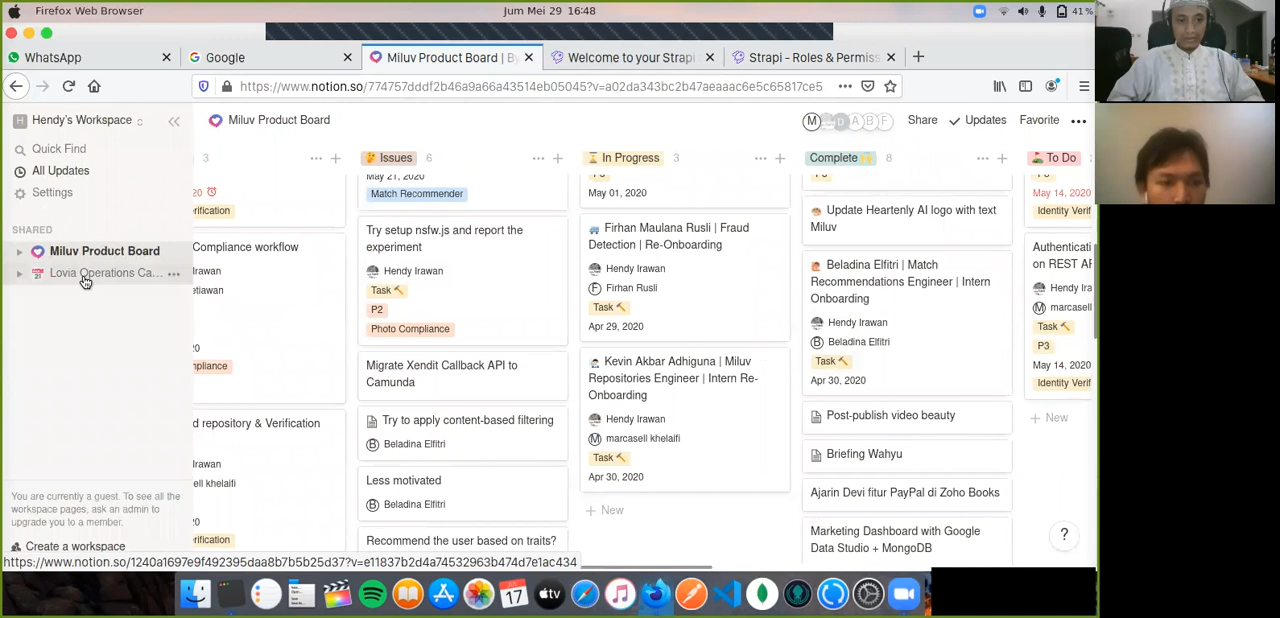 Firefox Web Browser
Jum Mei 29 16:48
41%
WhatsApp
Google
Miluv Product Board | By
Welcome to your Strapi
Strapi - Roles & Permiss
https://www.notion.so/774757dddf2b46a9a66a43514eb05045?v=a02da343bc2b47aeaaac6e5c65817ce5
H Hendy's Workspace
Miluv Product Board
Share
Updates
Favorite
Quick Find
All Updates
Settings
SHARED
Miluv Product Board
Lovia Operations Ca...
You are currently a guest. To see all the
workspace pages, ask an admin to
upgrade you to a member.
Create a workspace
https://www.notion.so/1240a1697e9f492395daa8b7b5b25d37?v=e11837b2d4a74532963b474d7e1ac434
3
Compliance workflow
d repository & Verification
Issues 6
May 21, 2020
Match Recommender
Try setup nsfw.js and report the
experiment
Hendy Irawan
Task
P2
Photo Compliance
Migrate Xendit Callback API to
Camunda
Try to apply content-based filtering
Beladina Elfitri
Less motivated
Beladina Elfitri
Recommend the user based on traits?
In Progress 3
May 01, 2020
Firhan Maulana Rusli | Fraud
Detection | Re-Onboarding
Hendy Irawan
F Firhan Rusli
Task
Apr 29, 2020
Kevin Akbar Adhiguna | Miluv
Repositories Engineer | Intern Re-
Onboarding
Hendy Irawan
M marcasell khelaifi
Task
Apr 30, 2020
New
Complete 8
Update Heartenly AI logo with text
Miluv
Beladina Elfitri | Match
Recommendations Engineer | Intern
Onboarding
Hendy Irawan
B Beladina Elfitri
Task
Apr 30, 2020
Post-publish video beauty
Briefing Wahyu
Ajarin Devi fitur PayPal di Zoho Books
Marketing Dashboard with Google
Data Studio + MongoDB
To Do
May 14, 2020
Identity Verif
Authenticati
on REST AP
Hendy Ira
M marcasell
Task
P3
May 14, 2020
Identity Verif
New
?
17